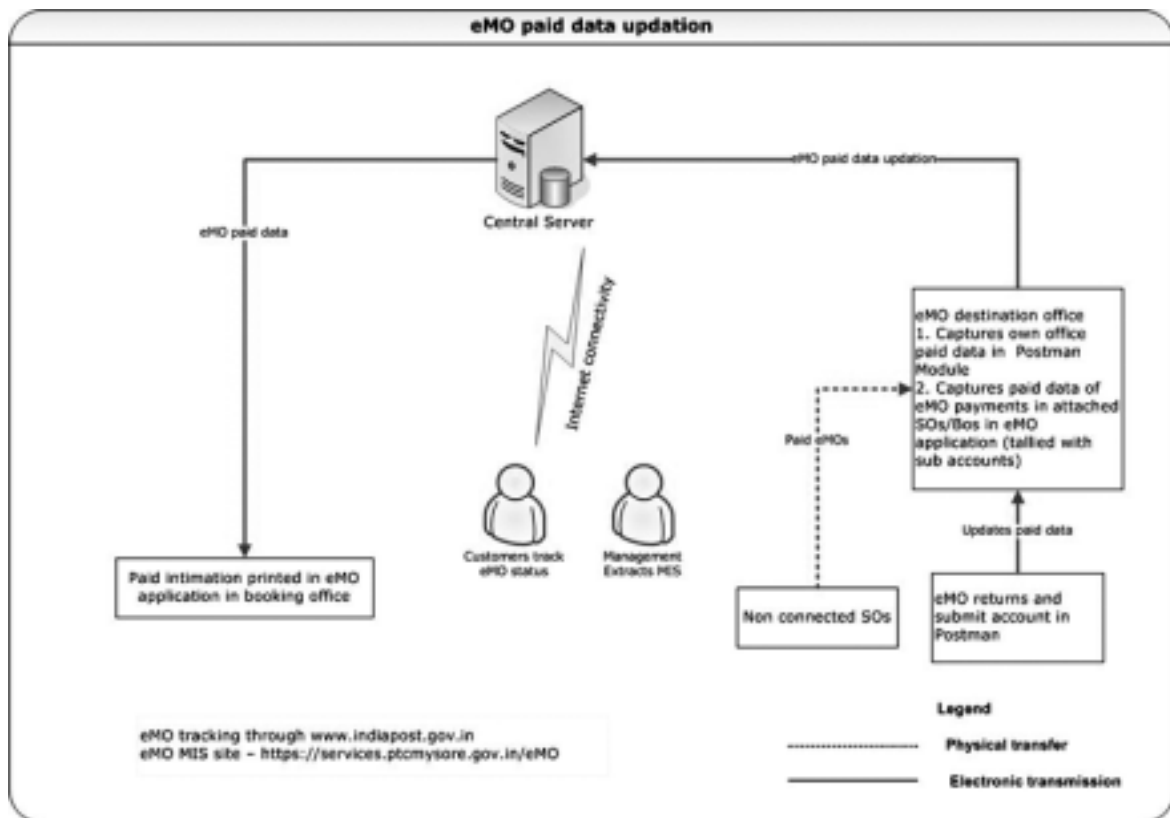 eMO paid data updation
eMO paid data updation
Central Server
eMO paid data
Internet connectivity
eMO destination office
1. Captures own office
paid data in Postman
Module
2. Captures paid data of
eMO payments in attached
SOs/Bos in eMO
application (tallied with
sub accounts)
Paid eMOs
Updates paid data
Customers track
eMO status
Management
Extracts MIS
Paid intimation printed in eMO
application in booking office
Non connected SOs
eMO returns and
submit account in
Postman
eMO tracking through www.indiapost.gov.in
eMO MIS site – https://services.ptcmysore.gov.in/eMO
Legend
Physical transfer
Electronic transmission